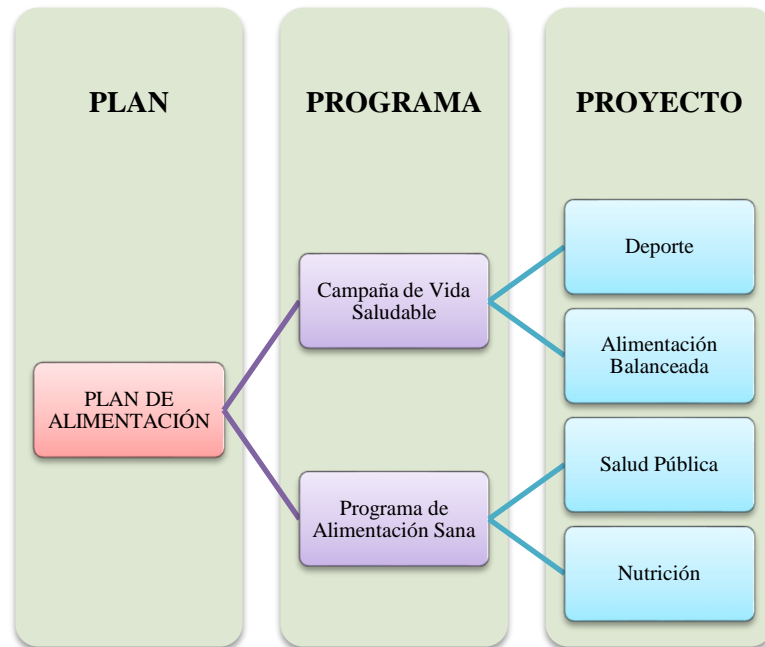 PLAN
PROGRAMA
PROYECTO
PLAN DE
ALIMENTACIÓN
Campaña de Vida
Saludable
Deporte
Alimentación
Balanceada
Programa de
Alimentación Sana
Salud Pública
Nutrición